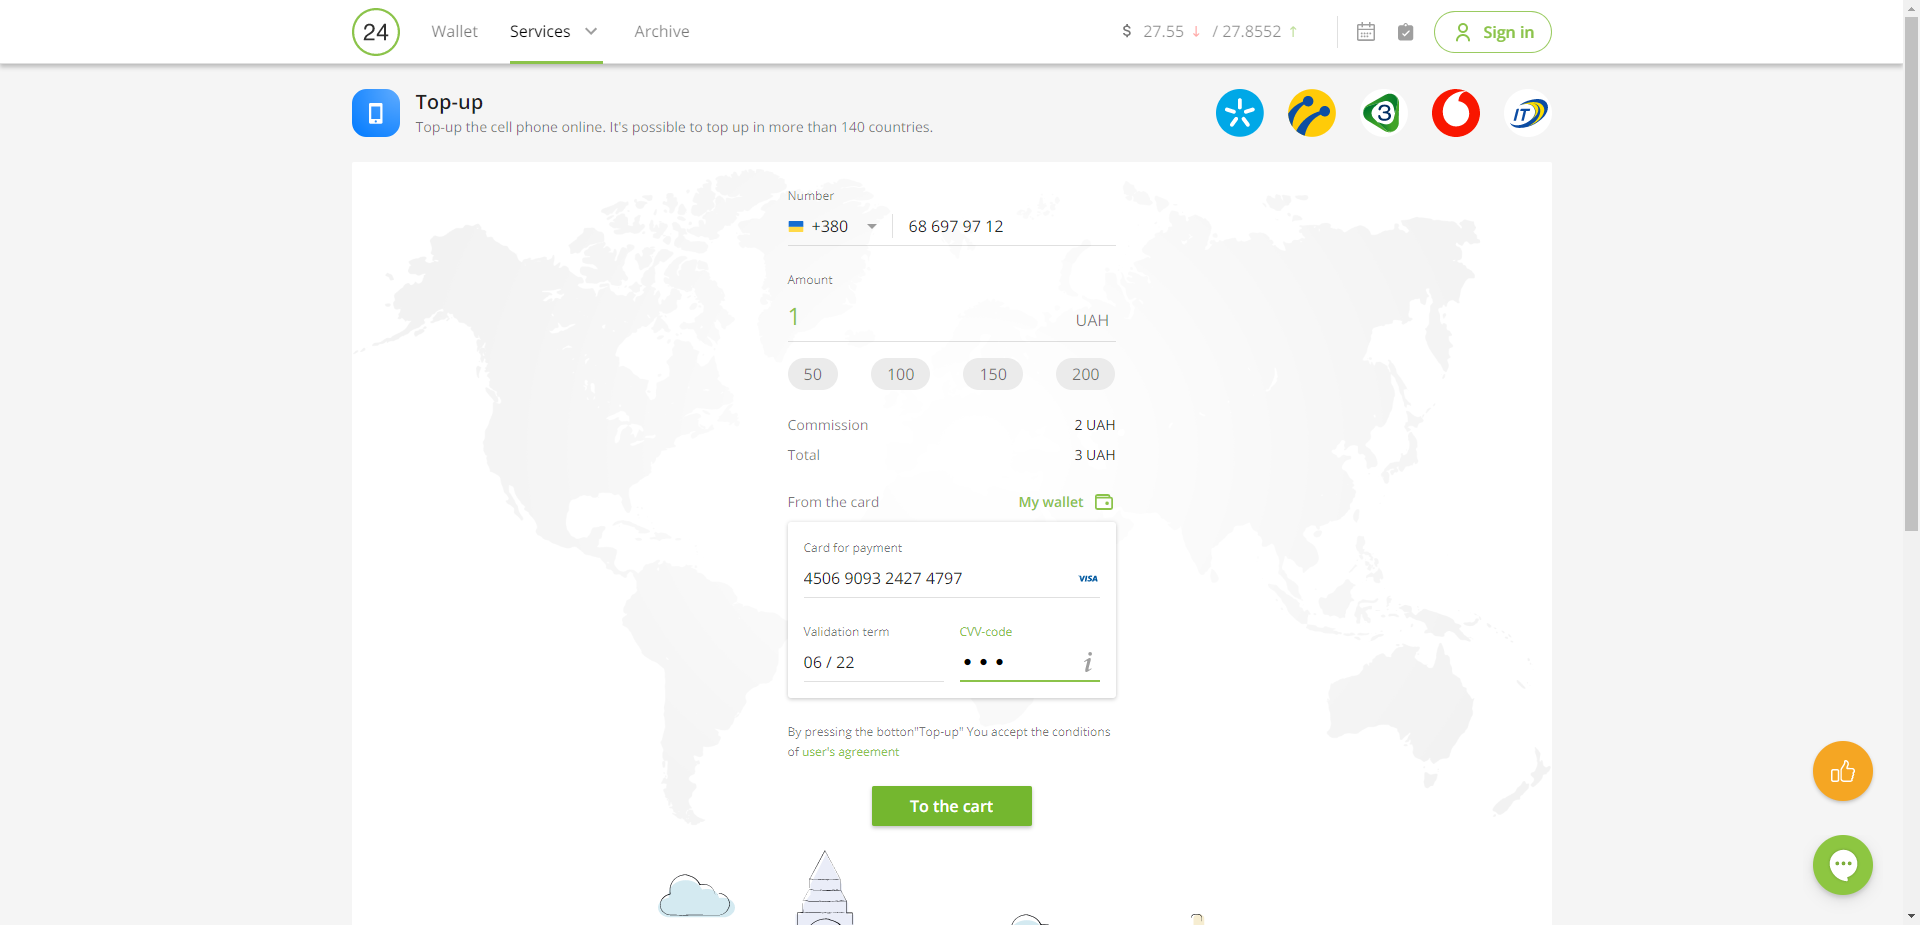 24 Wallet Services Archive $ 27.55 ↓ / 27.8552 ↑ Sign in
Top-up
Top-up the cell phone online. It's possible to top up in more than 140 countries.
3 IT
Number
+380 68 697 97 12
Amount
1 UAH
50 100 150 200
Commission 2 UAH
Total 3 UAH
From the card My wallet
Card for payment
4506 9093 2427 4797 VISA
Validation term CVV-code
06 / 22 ••• i
By pressing the botton"Top-up" You accept the conditions
of user's agreement
To the cart